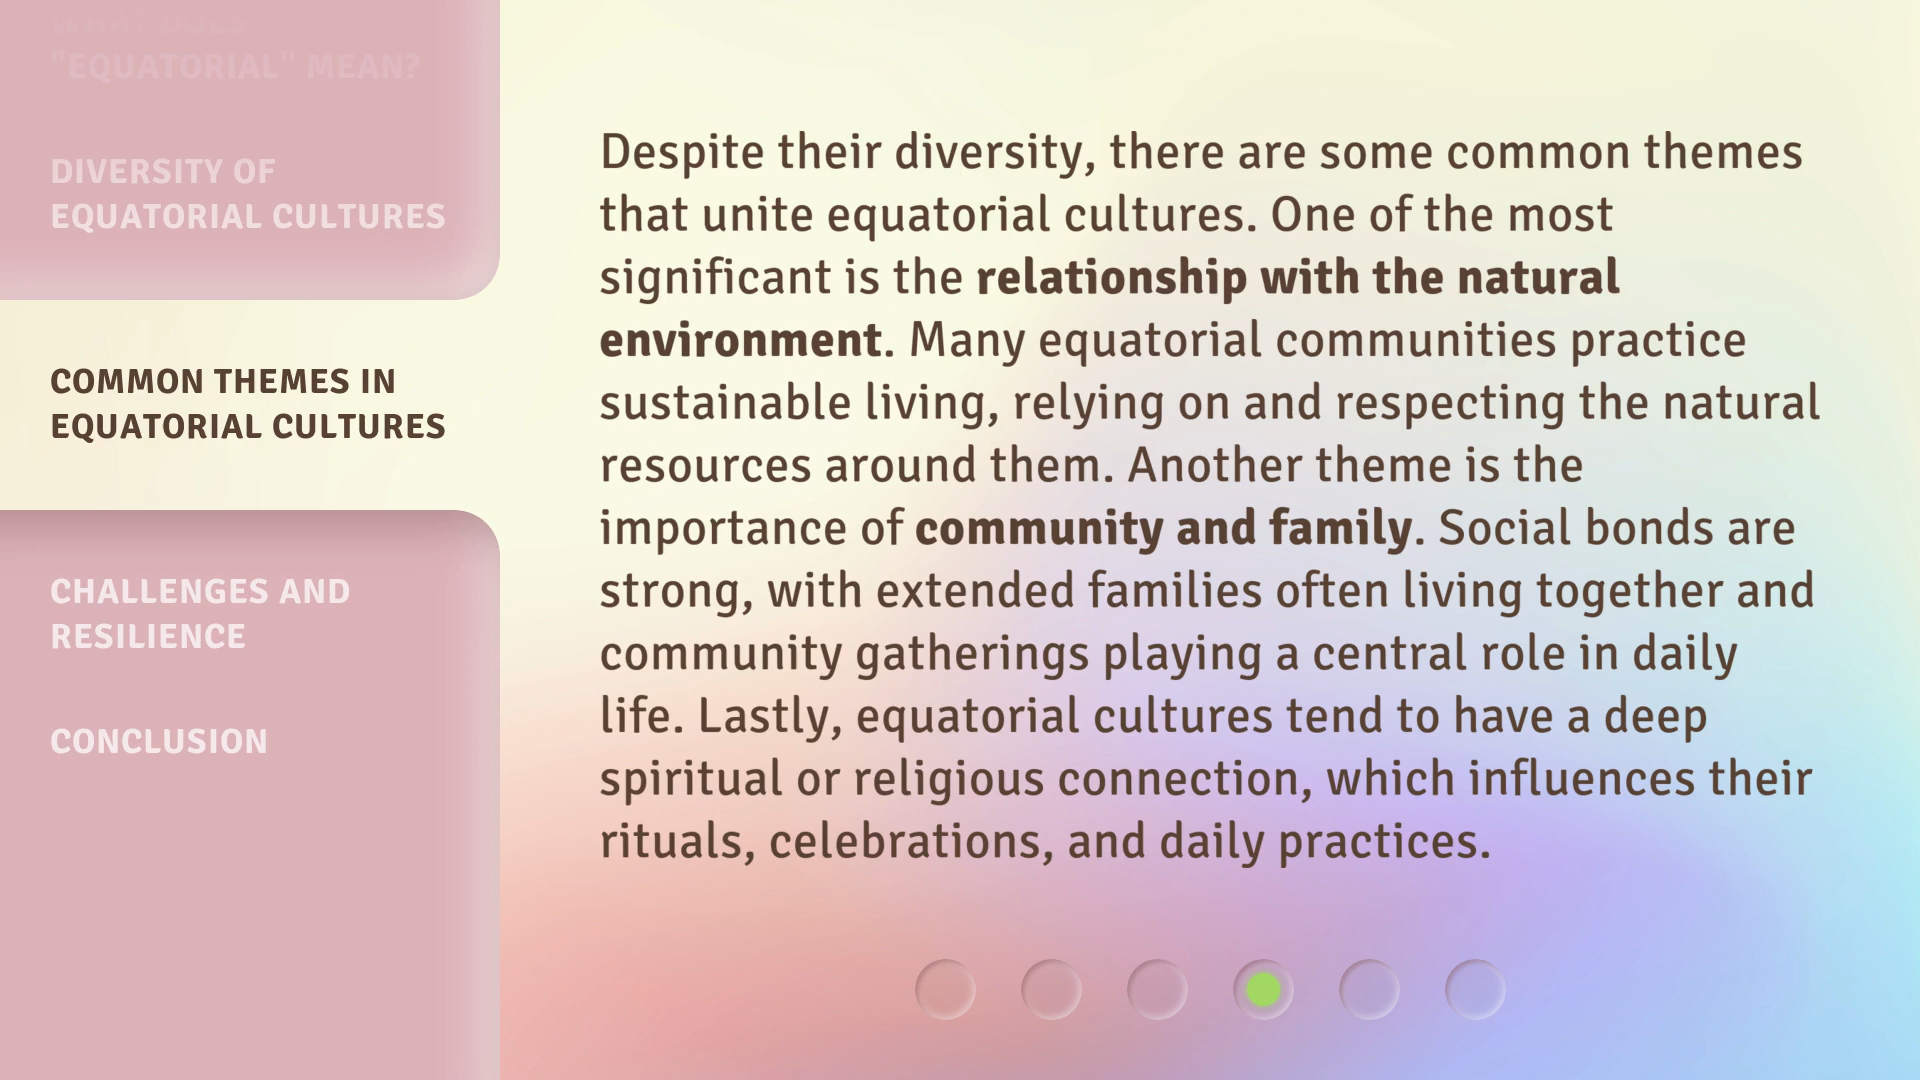 WHAT DOES
"EQUATORIAL" MEAN?
DIVERSITY OF
EQUATORIAL CULTURES
COMMON THEMES IN
EQUATORIAL CULTURES
CHALLENGES AND
RESILIENCE
CONCLUSION
Despite their diversity, there are some common themes
that unite equatorial cultures. One of the most
significant is the relationship with the natural
environment. Many equatorial communities practice
sustainable living, relying on and respecting the natural
resources around them. Another theme is the
importance of community and family. Social bonds are
strong, with extended families often living together and
community gatherings playing a central role in daily
life. Lastly, equatorial cultures tend to have a deep
spiritual or religious connection, which influences their
rituals, celebrations, and daily practices.